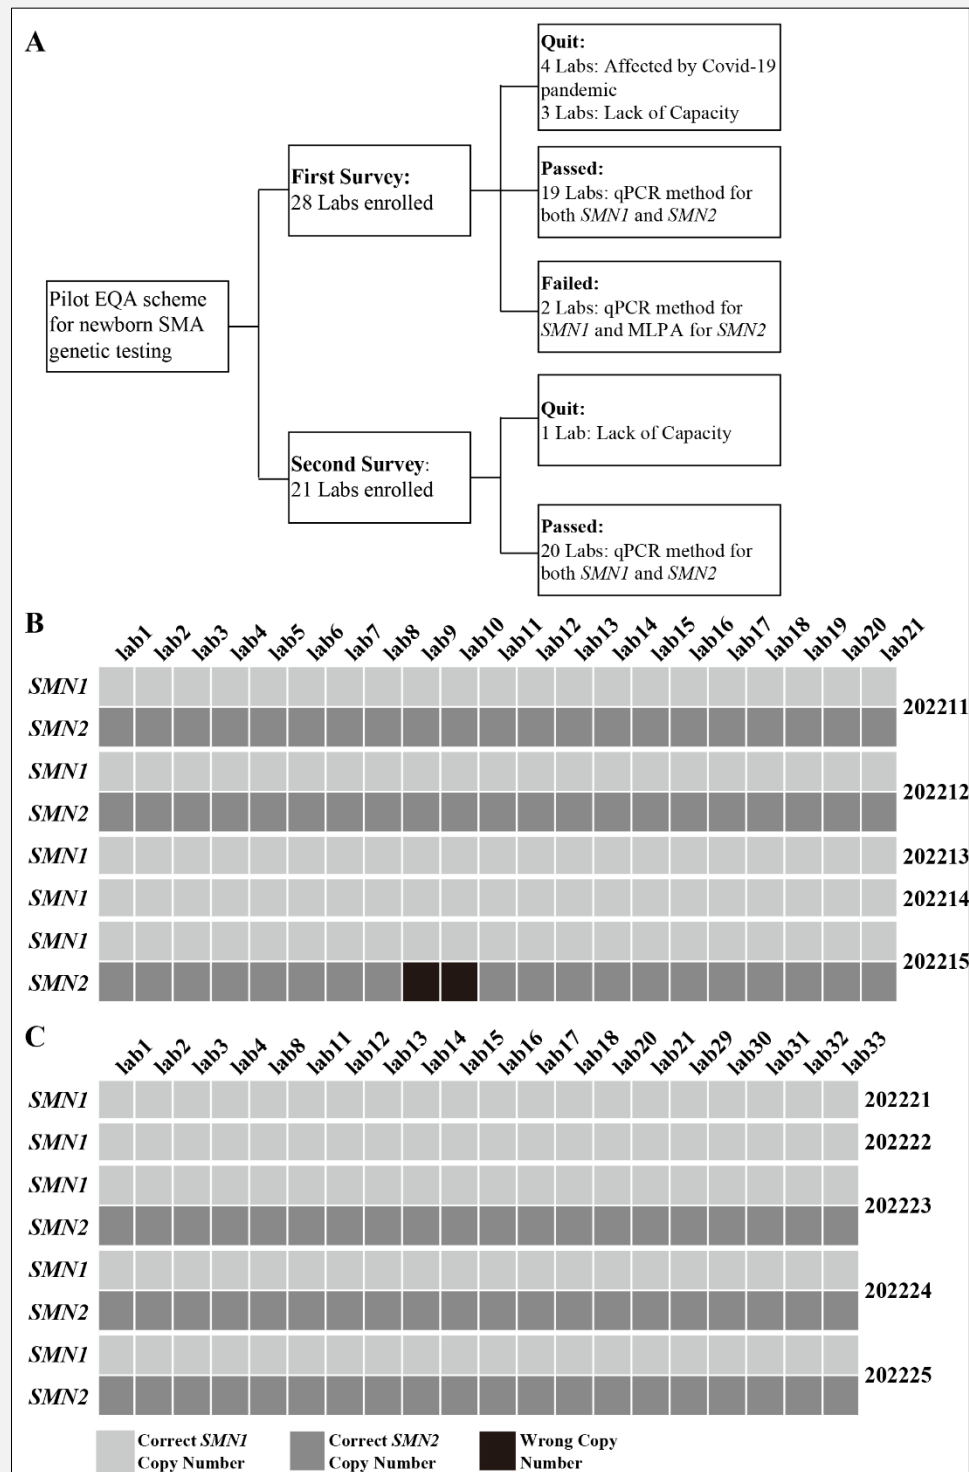 A
Pilot EQA scheme
for newborn SMA
genetic testing
First Survey:
28 Labs enrolled
Quit:
4 Labs: Affected by Covid-19
pandemic
3 Labs: Lack of Capacity
Passed:
19 Labs: qPCR method for
both SMN1 and SMN2
Failed:
2 Labs: qPCR method for
SMN1 and MLPA for SMN2
Second Survey:
21 Labs enrolled
Quit:
1 Lab: Lack of Capacity
Passed:
20 Labs: qPCR method for
both SMN1 and SMN2
B
lab1 lab2 lab3 lab4 lab5 lab6 lab7 lab8 lab9 lab10 lab11 lab12 lab13 lab14 lab15 lab16 lab17 lab18 lab19 lab20 lab21
SMN1
202211
SMN2
SMN1
202212
SMN2
SMN1 202213
SMN1 202214
SMN1
202215
SMN2
C
lab1 lab2 lab3 lab4 lab8 lab11 lab12 lab13 lab14 lab15 lab16 lab17 lab18 lab20 lab21 lab29 lab30 lab31 lab32 lab33
SMN1 202221
SMN1 202222
SMN1
202223
SMN2
SMN1
202224
SMN2
SMN1
202225
SMN2
Correct SMN1
Copy Number
Correct SMN2
Copy Number
Wrong Copy
Number